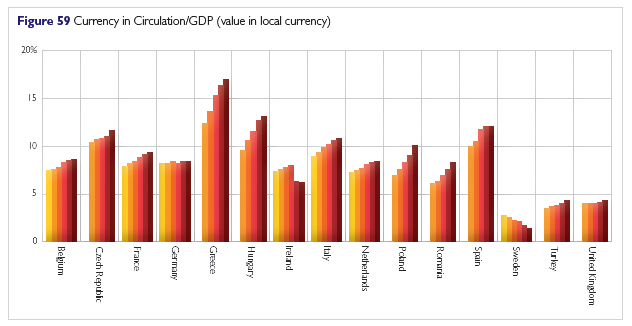 Figure 59 Currency in Circulation/GDP (value in local currency)
20%
15
10
5
0
Belgium
Czech Republic
France
Germany
Greece
Hungary
Ireland
Italy
Netherlands
Poland
Romania
Spain
Sweden
Turkey
United Kingdom